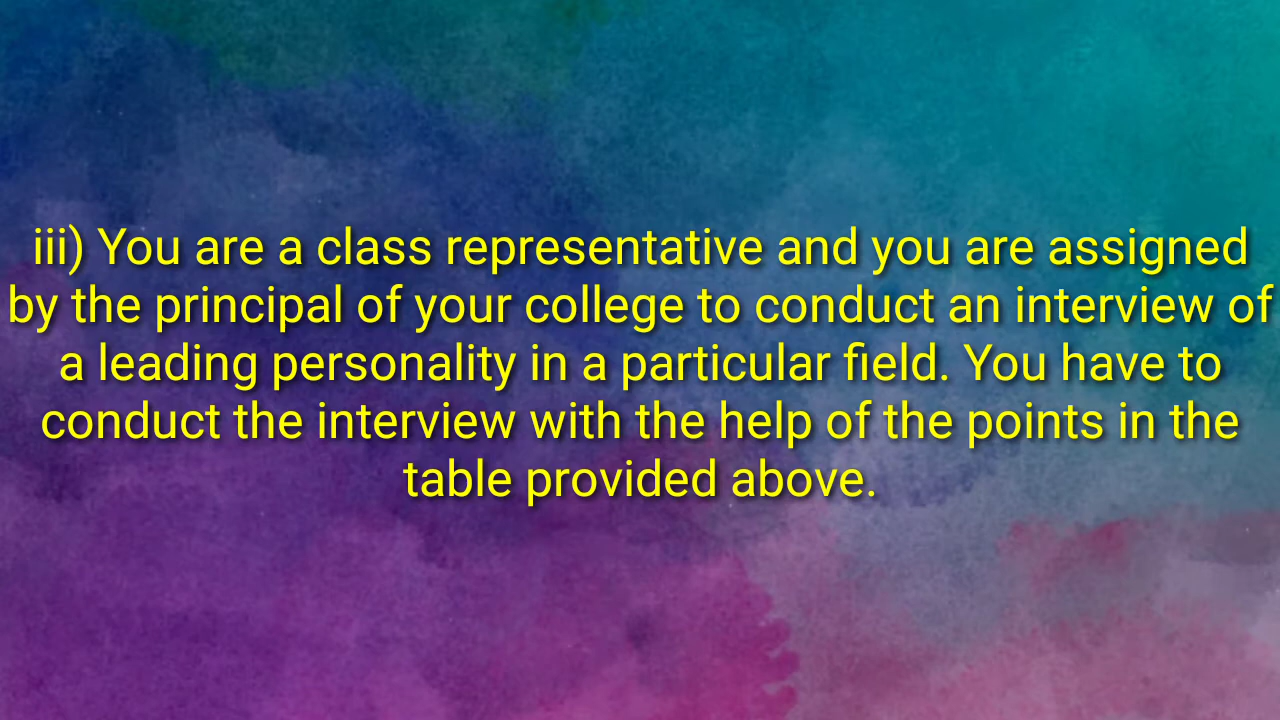 iii) You are a class representative and you are assigned
by the principal of your college to conduct an interview of
a leading personality in a particular field. You have to
conduct the interview with the help of the points in the
table provided above.